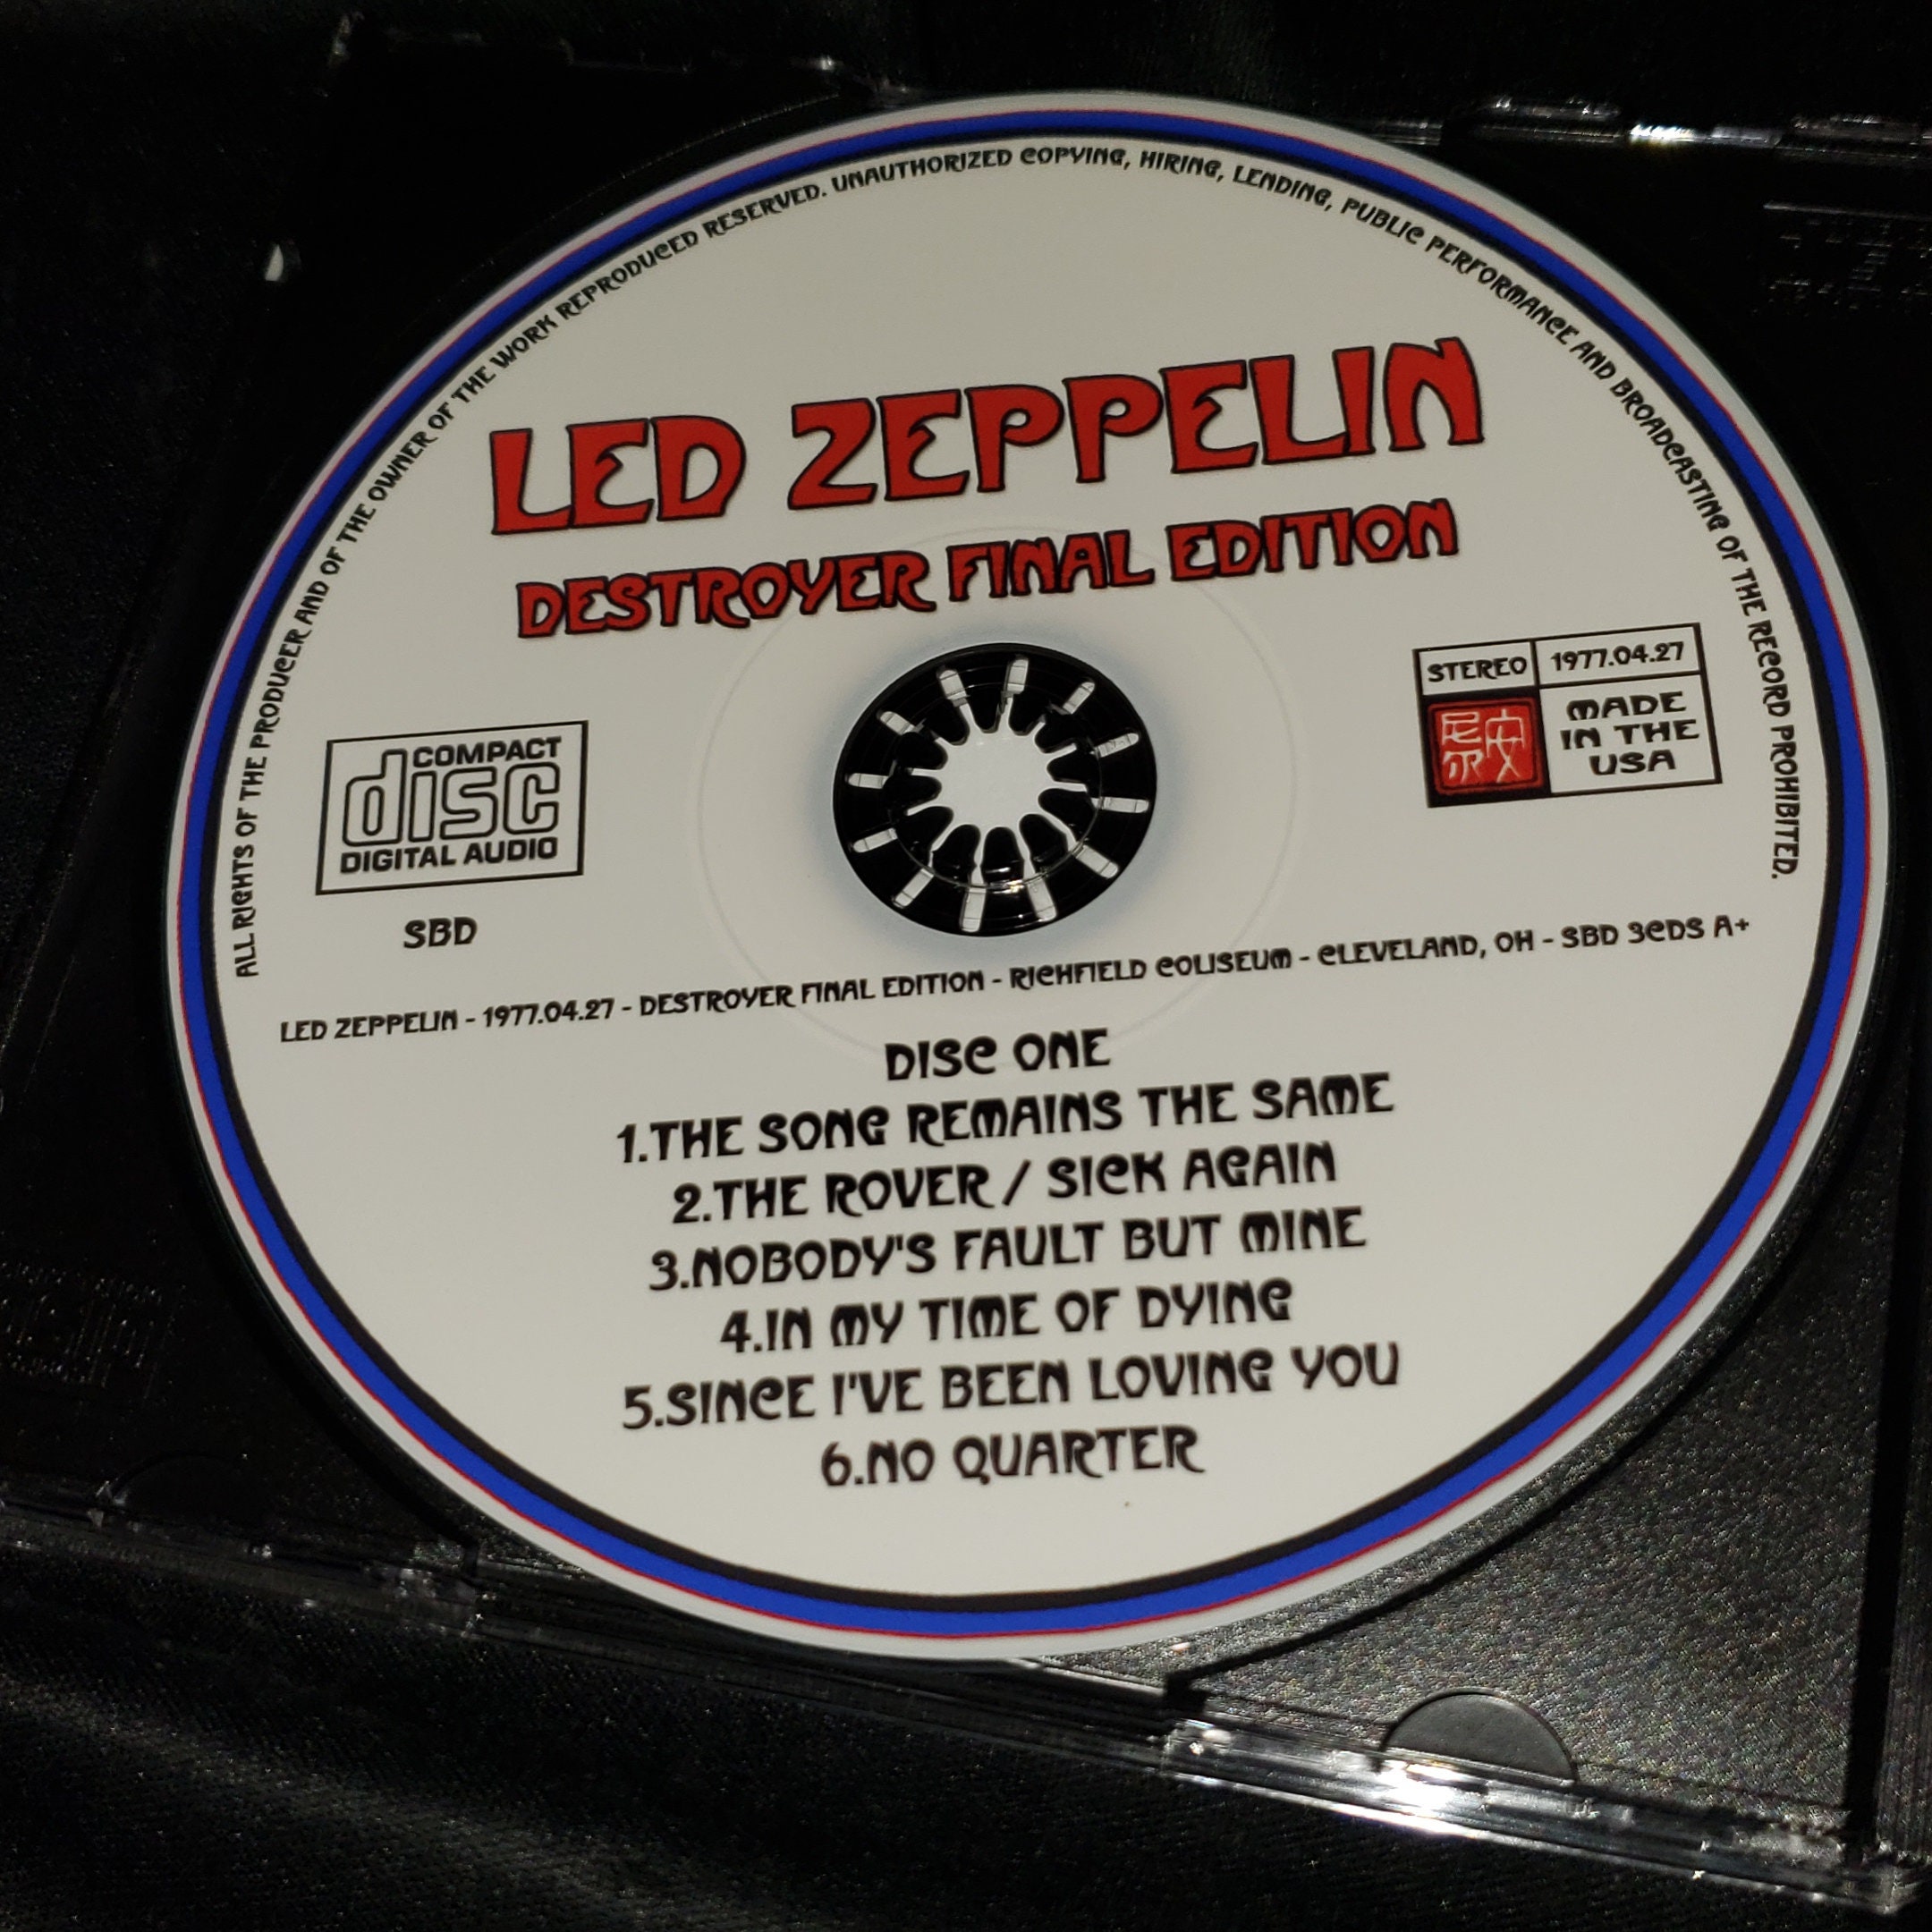 ALL RIGHTS OF THE PRODUCER AND OF THE OWNER OF THE WORK REPRODUCED RESERVED. UNAUTHORIZED COPYING, HIRING, LENDING, PUBLIC PERFORMANCE AND BROADCASTING OF THE RECORD PROHIBITED.
LED ZEPPELIN
DESTROYER FINAL EDITION
STEREO 1977.04.27
MADE
IN THE
USA
COMPACT
disc
DIGITAL AUDIO
SBD
LED ZEPPELIN - 1977.04.27 - DESTROYER FINAL EDITION - RICHFIELD COLISEUM - CLEVELAND, OH - SBD 3CDS A+
DISC ONE
1.THE SONG REMAINS THE SAME
2.THE ROVER / SICK AGAIN
3.NOBODY'S FAULT BUT MINE
4.IN MY TIME OF DYING
5.SINCE I'VE BEEN LOVING YOU
6.NO QUARTER